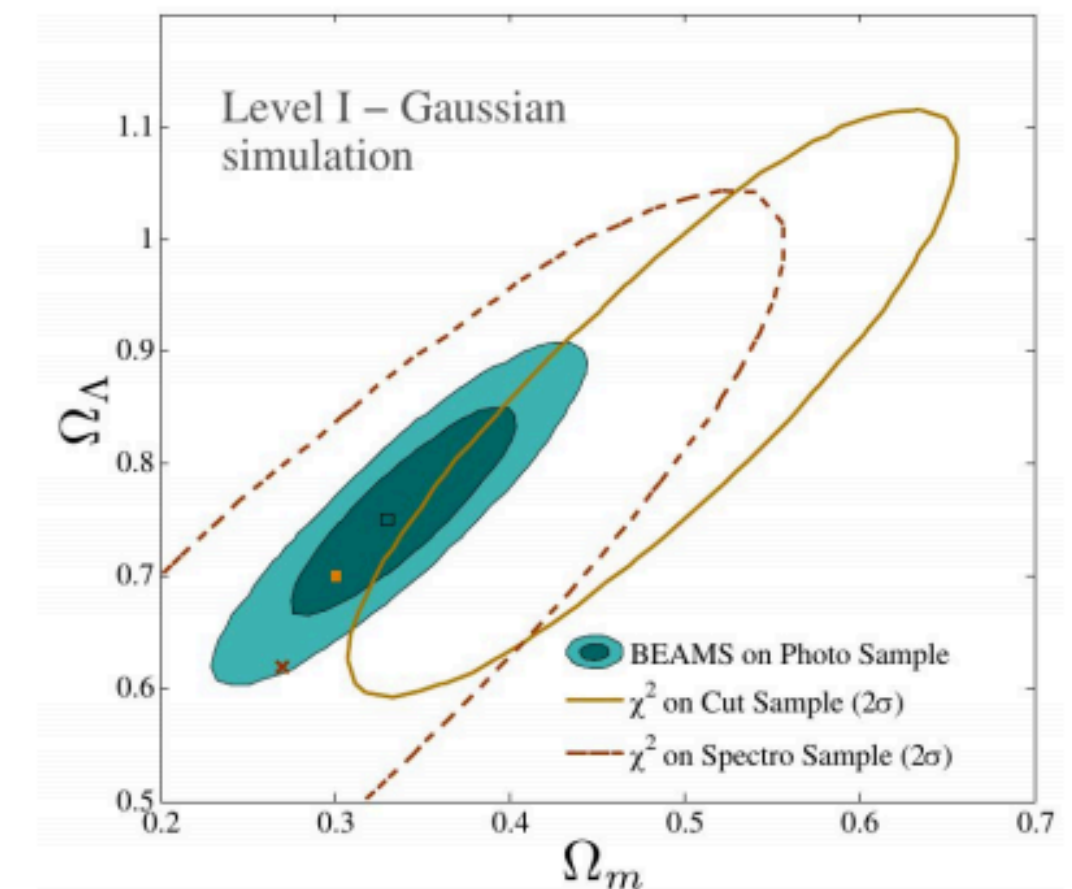 Level I – Gaussian
simulation
1.1
1
0.9
0.8
0.7
0.6
0.5
Ω_Λ
BEAMS on Photo Sample
χ² on Cut Sample (2σ)
χ² on Spectro Sample (2σ)
0.2 0.3 0.4 0.5 0.6 0.7
Ω_m